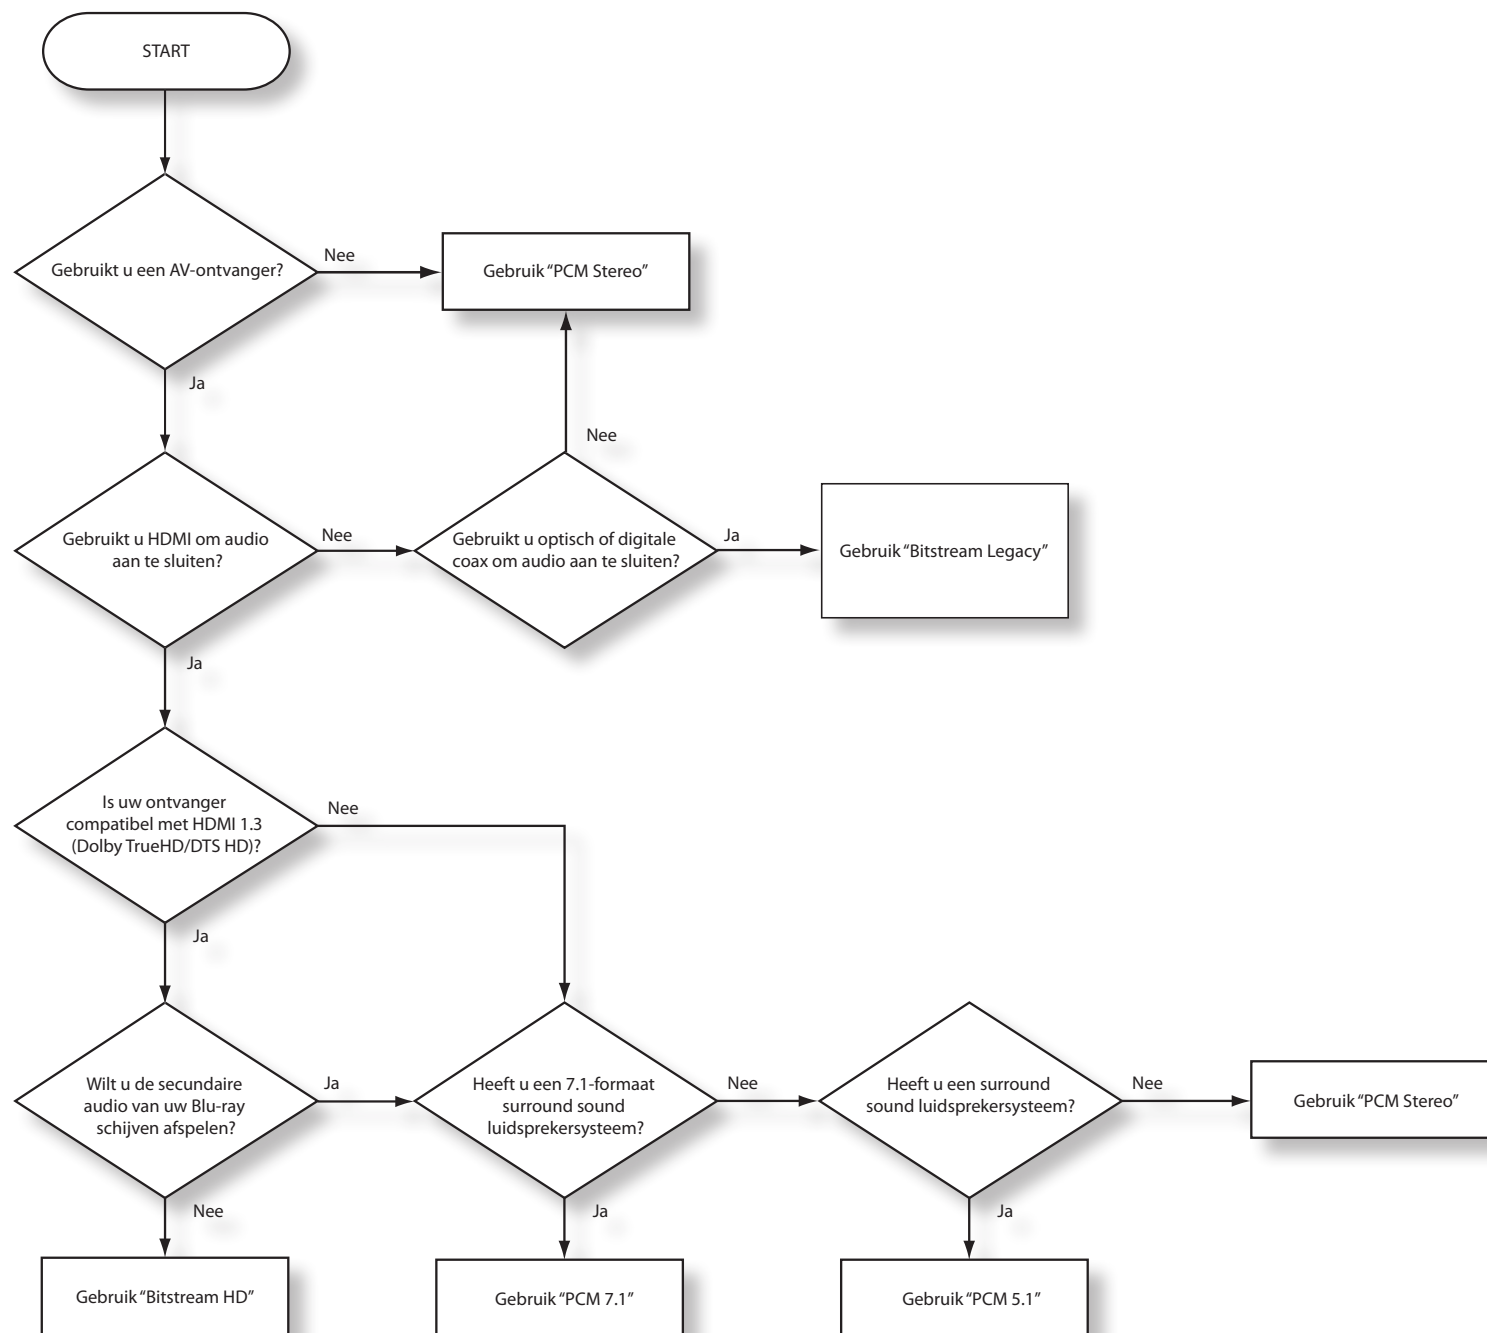 START
Gebruikt u een AV-ontvanger?
Nee
Gebruik “PCM Stereo”
Ja
Nee
Gebruikt u HDMI om audio
aan te sluiten?
Nee
Gebruikt u optisch of digitale
coax om audio aan te sluiten?
Ja
Gebruik “Bitstream Legacy”
Ja
Is uw ontvanger
compatibel met HDMI 1.3
(Dolby TrueHD/DTS HD)?
Nee
Ja
Wilt u de secundaire
audio van uw Blu-ray
schijven afspelen?
Ja
Heeft u een 7.1-formaat
surround sound
luidsprekersysteem?
Nee
Heeft u een surround
sound luidsprekersysteem?
Nee
Gebruik “PCM Stereo”
Nee
Ja
Ja
Gebruik “Bitstream HD”
Gebruik “PCM 7.1”
Gebruik “PCM 5.1”